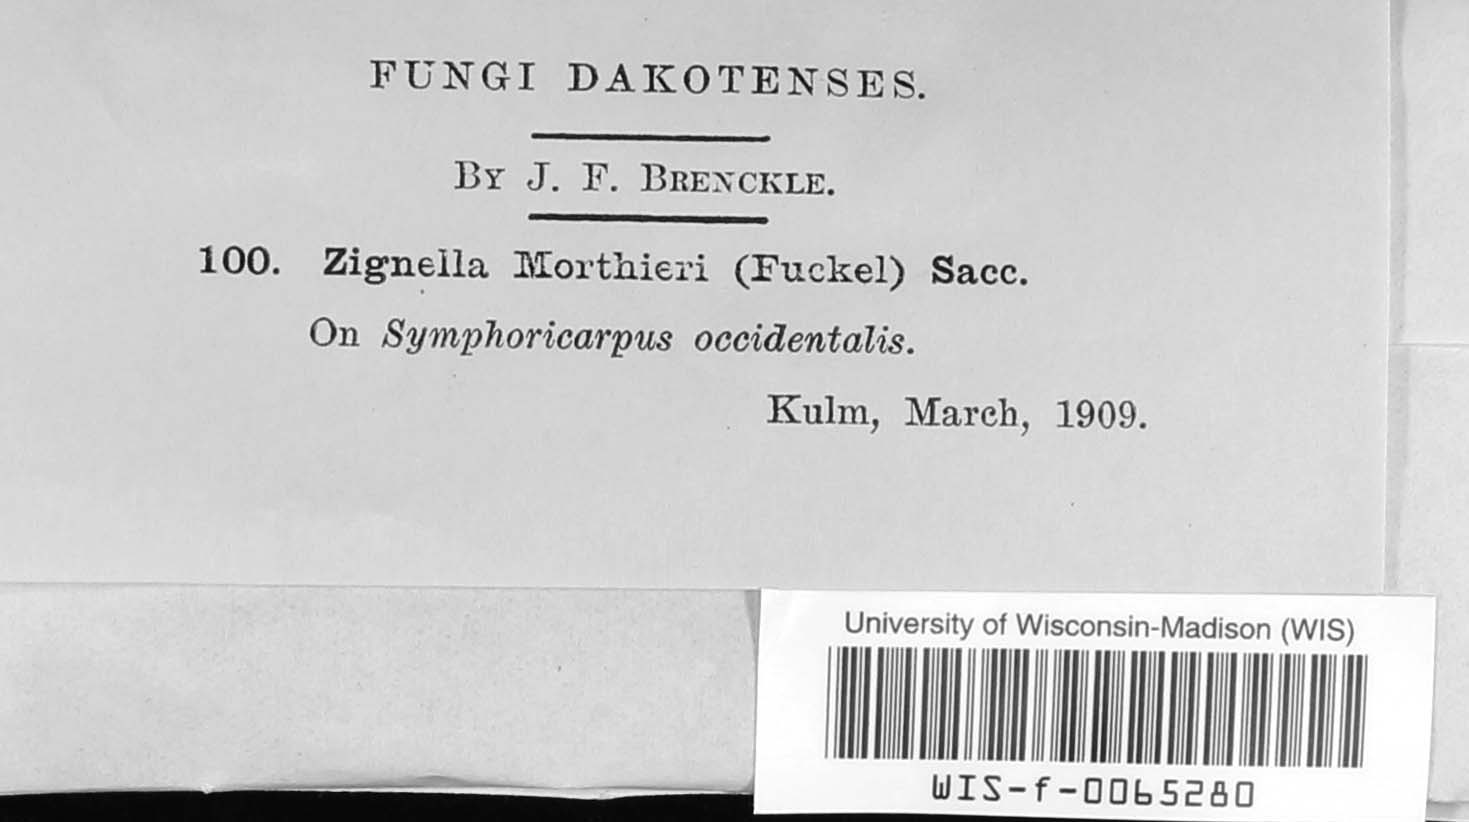 FUNGI DAKOTENSES.
By J. F. Brenckle.
100. Zignella Morthieri (Fuckel) Sacc.
On Symphoricarpus occidentalis.
Kulm, March, 1909.
University of Wisconsin-Madison (WIS)
WIS-f-0065280